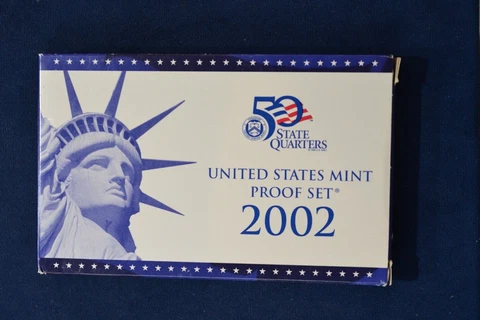 50
STATE
QUARTERS
UNITED STATES MINT
PROOF SET®
2002